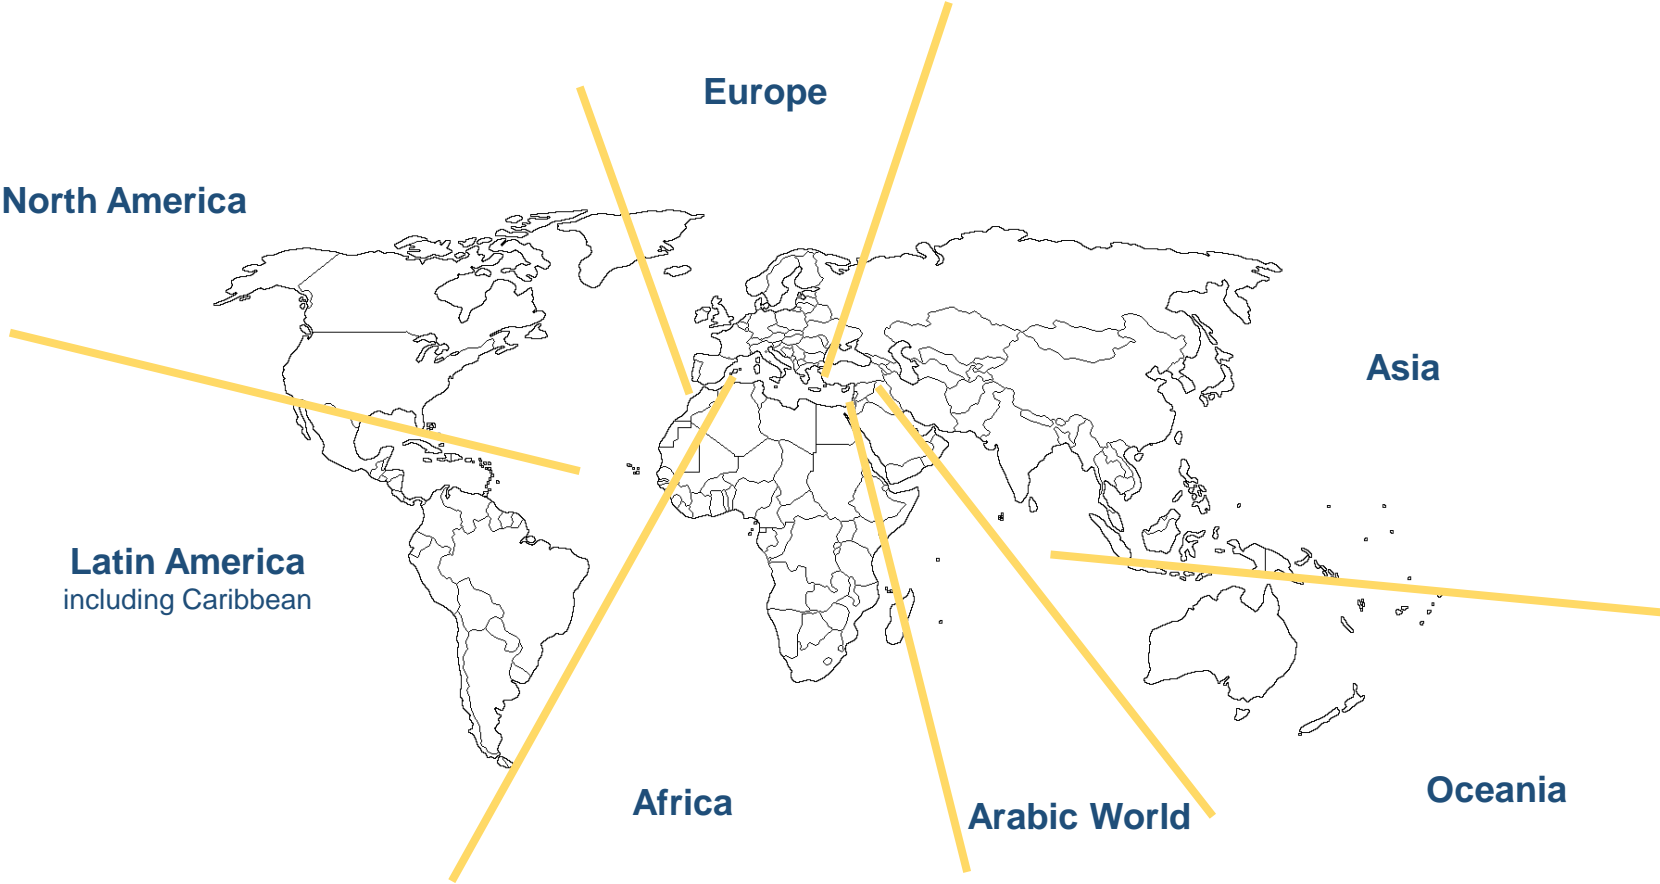 Europe
North America
Asia
Latin America
including Caribbean
Oceania
Africa
Arabic World